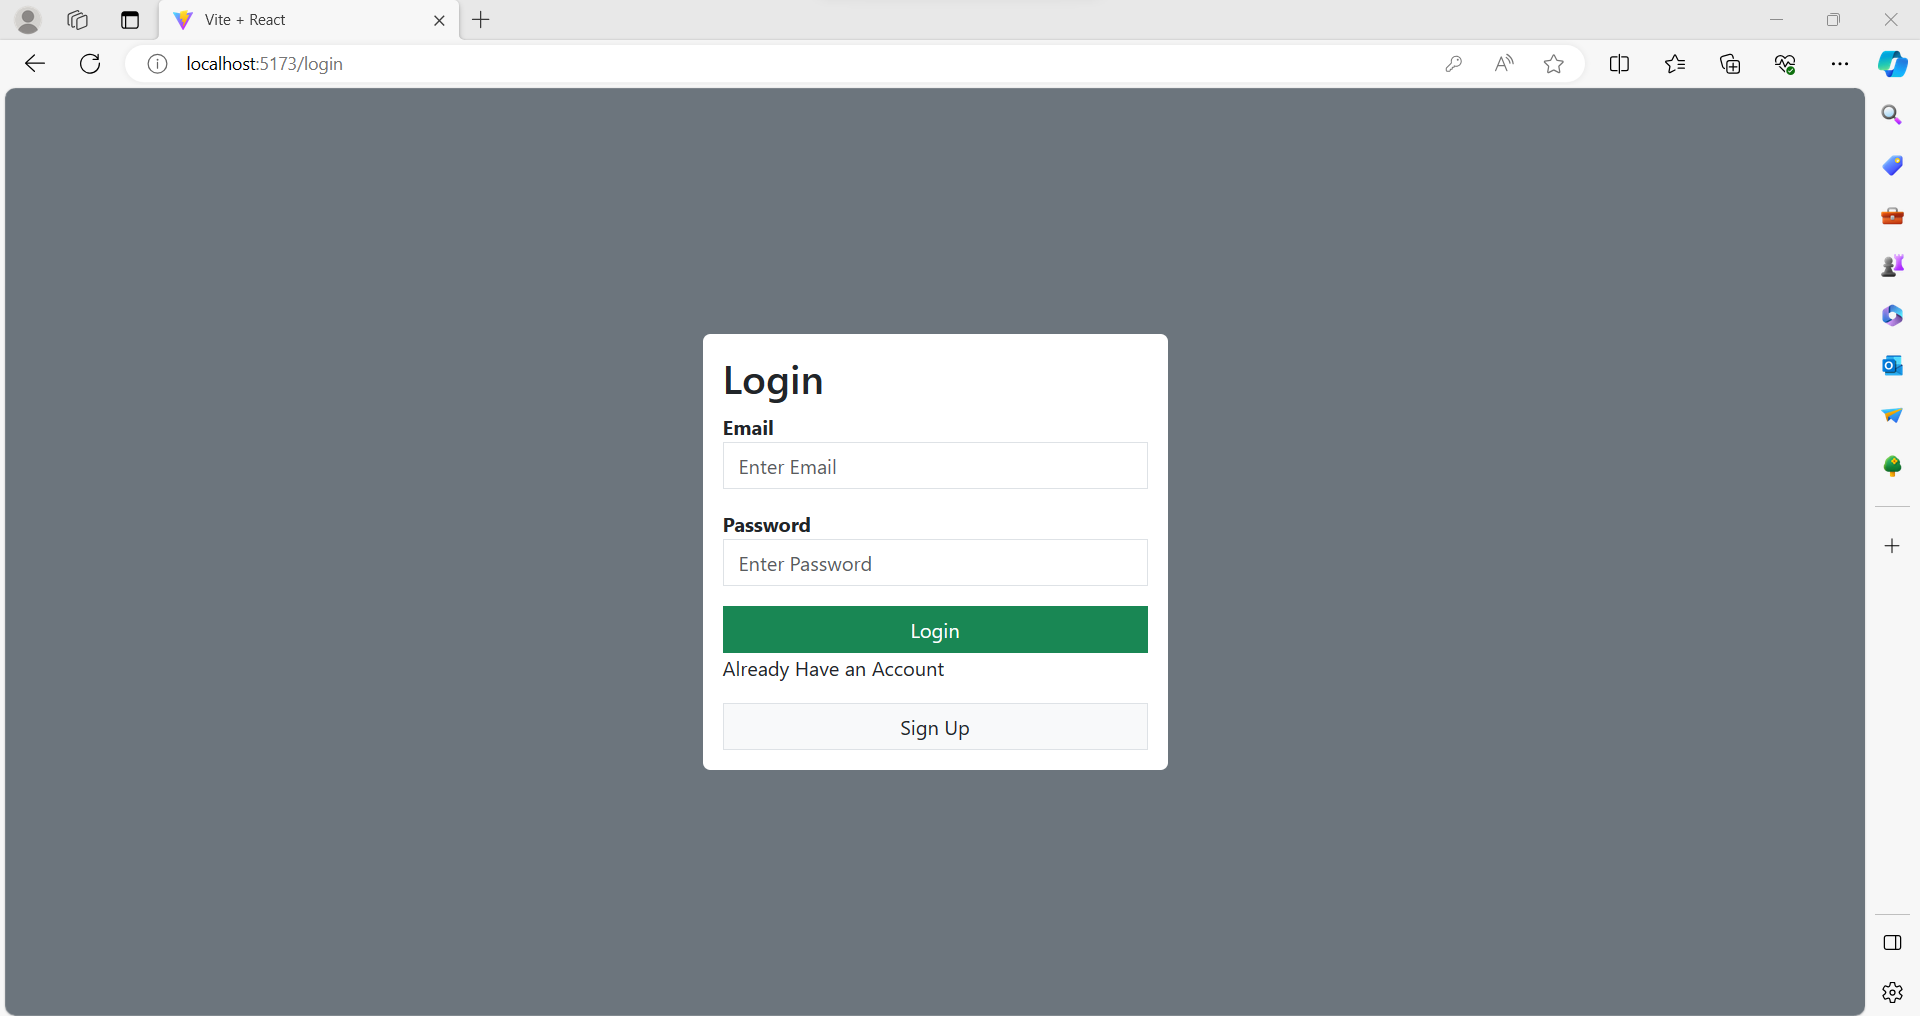 Vite + React
localhost:5173/login
Login
Email
Enter Email
Password
Enter Password
Login
Already Have an Account
Sign Up